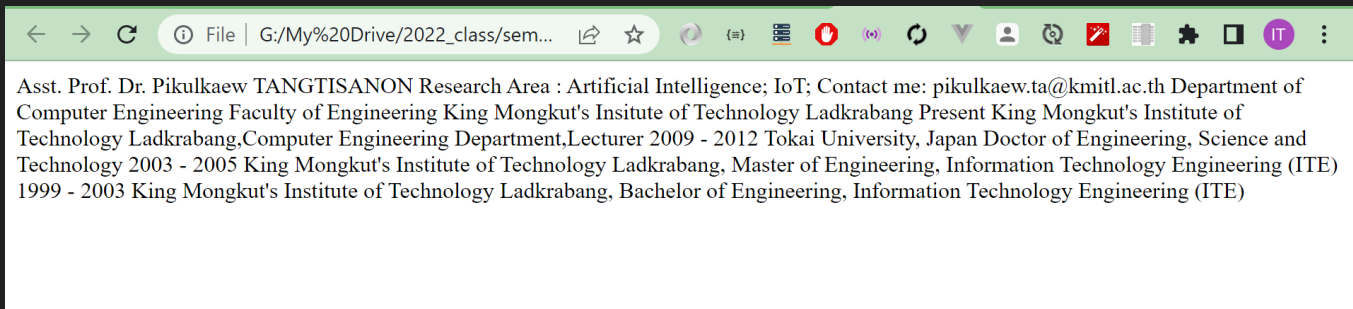 File G:/My%20Drive/2022_class/sem... {≡} IT
Asst. Prof. Dr. Pikulkaew TANGTISANON Research Area : Artificial Intelligence; IoT; Contact me: pikulkaew.ta@kmitl.ac.th Department of
Computer Engineering Faculty of Engineering King Mongkut's Insitute of Technology Ladkrabang Present King Mongkut's Institute of
Technology Ladkrabang,Computer Engineering Department,Lecturer 2009 - 2012 Tokai University, Japan Doctor of Engineering, Science and
Technology 2003 - 2005 King Mongkut's Institute of Technology Ladkrabang, Master of Engineering, Information Technology Engineering (ITE)
1999 - 2003 King Mongkut's Institute of Technology Ladkrabang, Bachelor of Engineering, Information Technology Engineering (ITE)